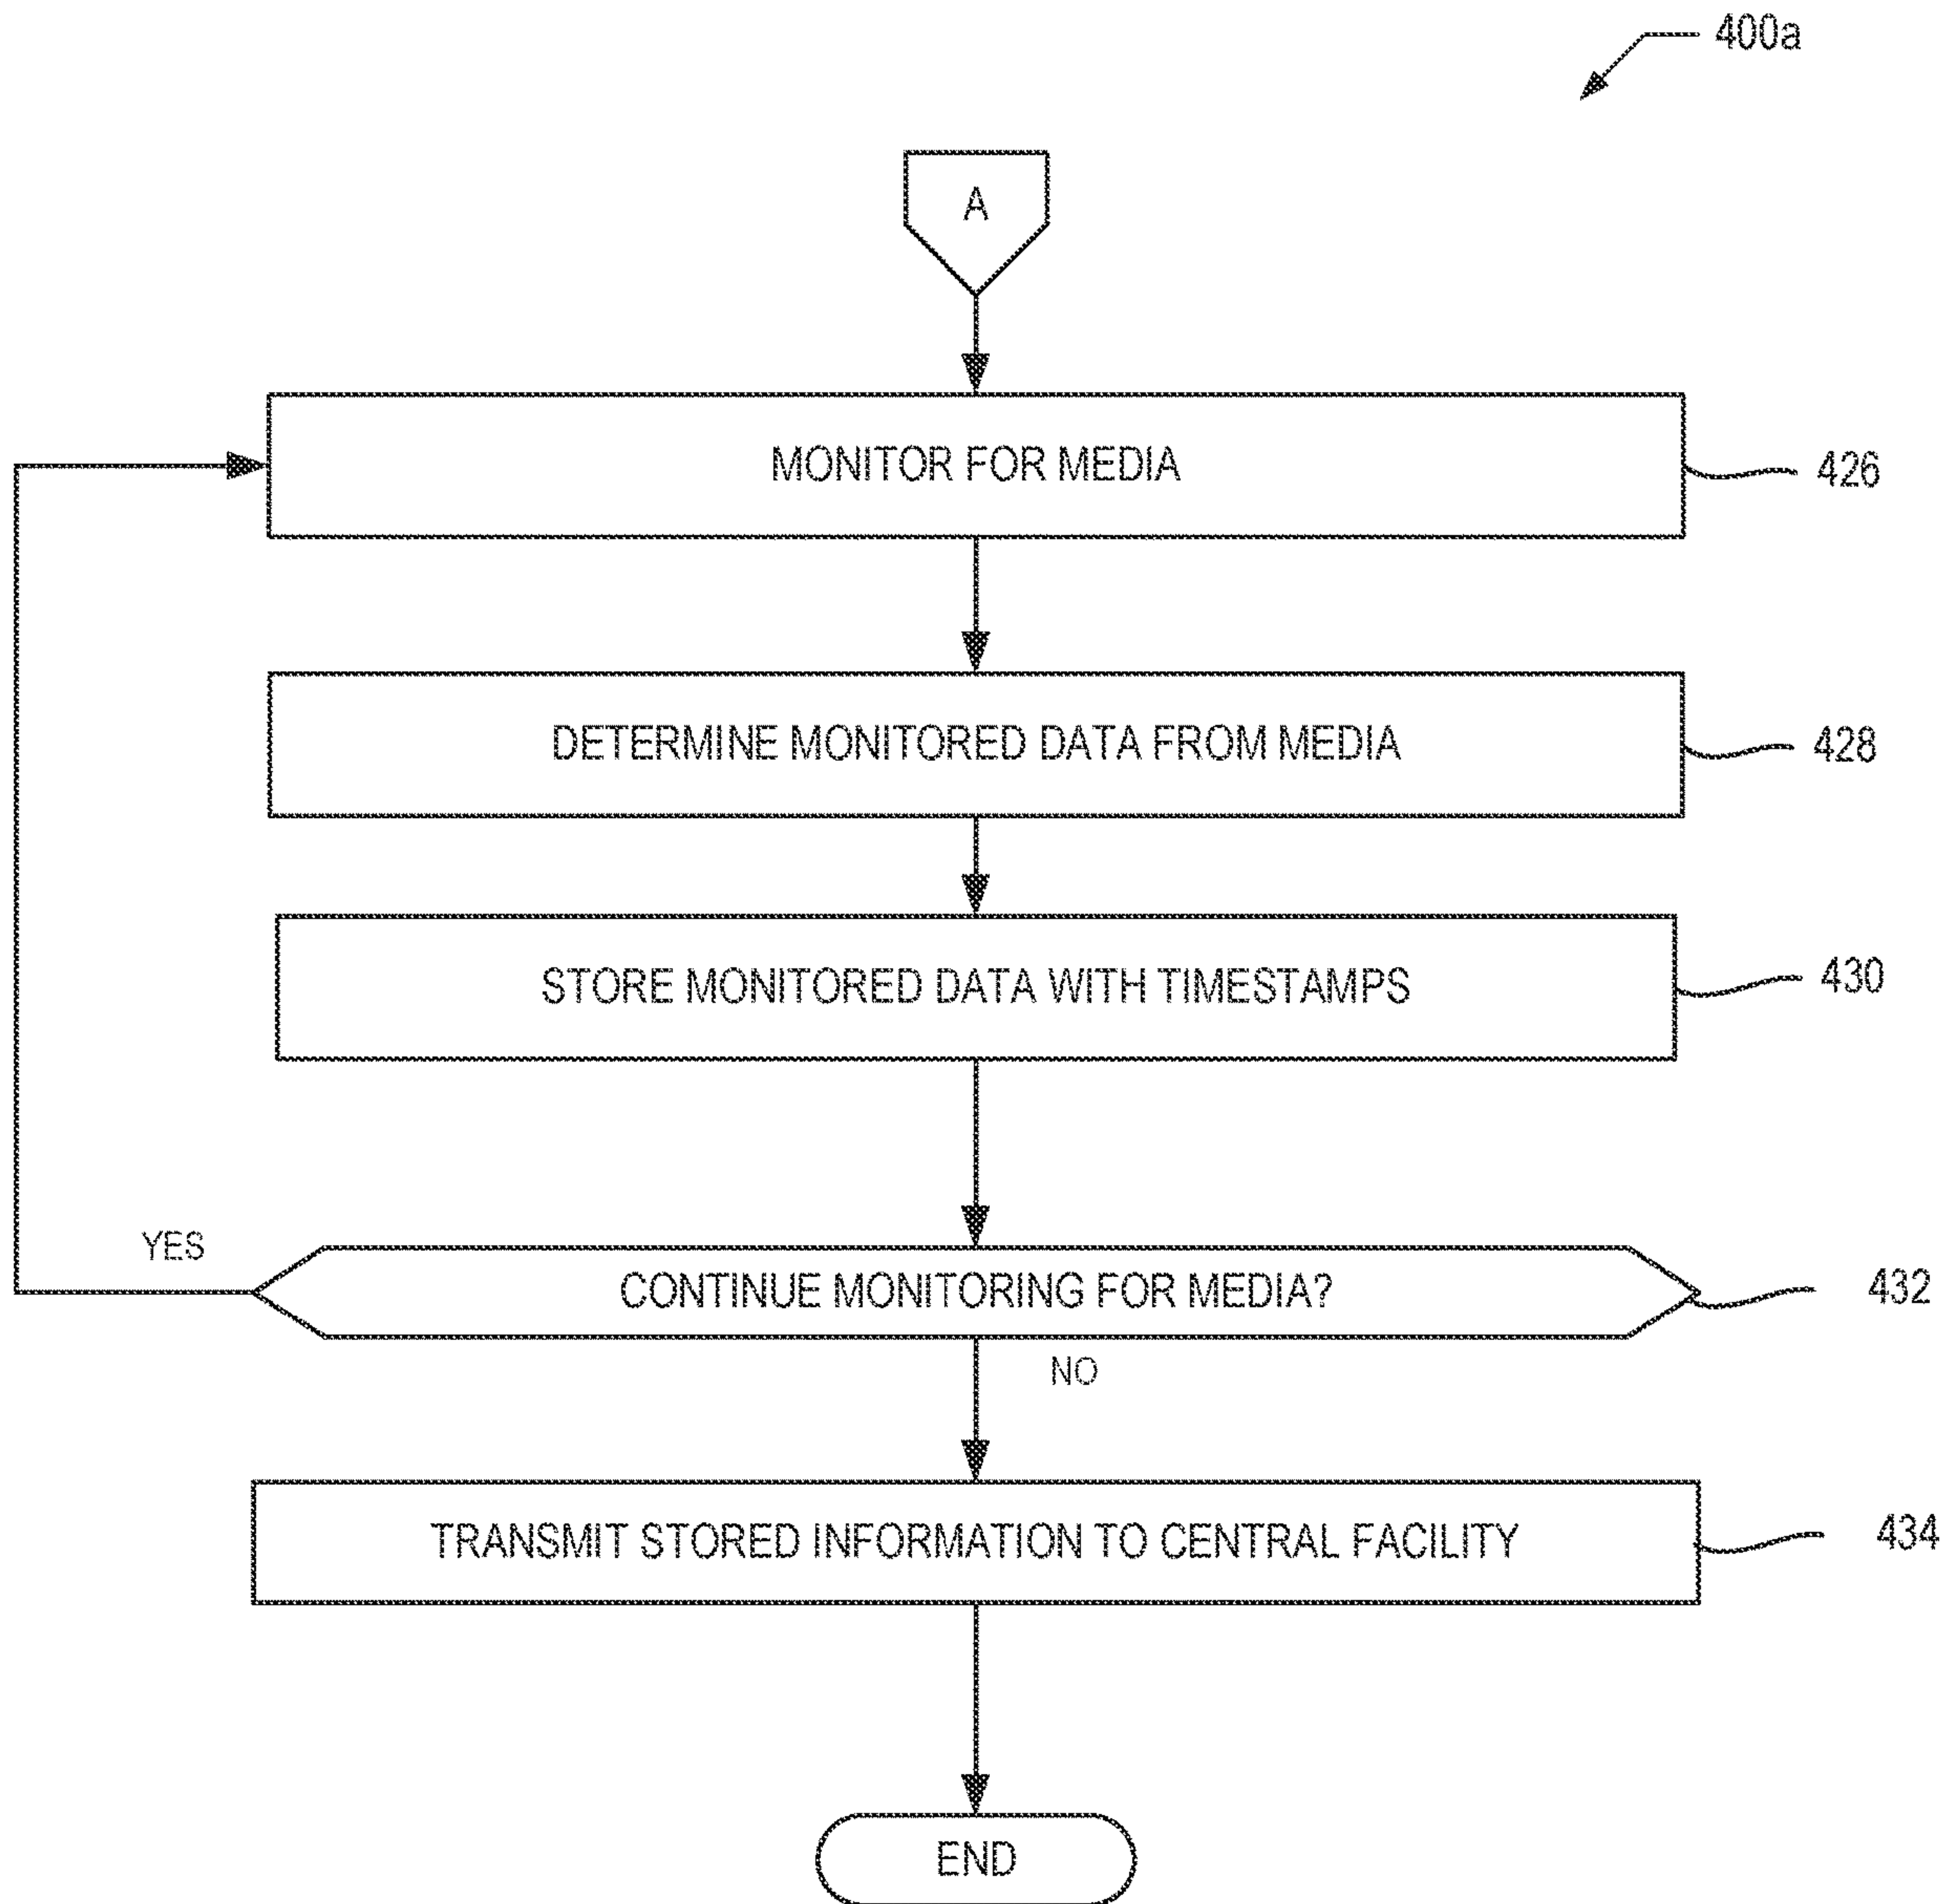 400a
A
MONITOR FOR MEDIA
426
DETERMINE MONITORED DATA FROM MEDIA
428
STORE MONITORED DATA WITH TIMESTAMPS
430
YES
CONTINUE MONITORING FOR MEDIA?
432
NO
TRANSMIT STORED INFORMATION TO CENTRAL FACILITY
434
END